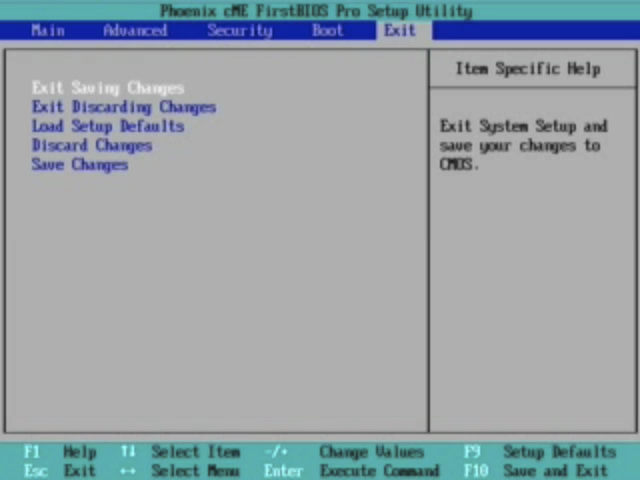 Phoenix cME FirstBIOS Pro Setup Utility
Main Advanced Security Boot Exit
Exit Saving Changes
Exit Discarding Changes
Load Setup Defaults
Discard Changes
Save Changes
Item Specific Help
Exit System Setup and
save your changes to
CMOS.
F1 Help ↑↓ Select Item -/+ Change Values F9 Setup Defaults
Esc Exit ↔ Select Menu Enter Execute Command F10 Save and Exit